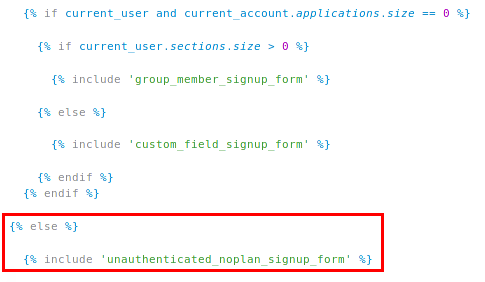 {% if current_user and current_account.applications.size == 0 %}
{% if current_user.sections.size > 0 %}
{% include 'group_member_signup_form' %}
{% else %}
{% include 'custom_field_signup_form' %}
{% endif %}
{% endif %}
{% else %}
{% include 'unauthenticated_noplan_signup_form' %}